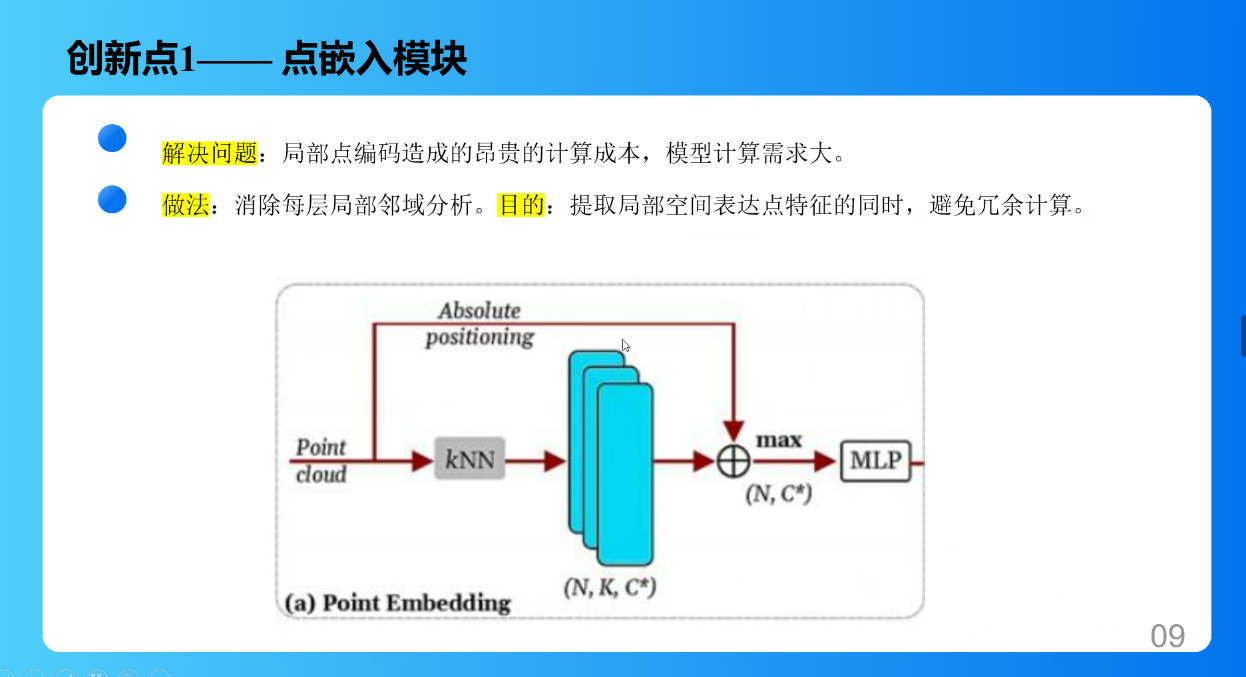 创新点1—— 点嵌入模块
解决问题：局部点编码造成的昂贵的计算成本，模型计算需求大。
做法：消除每层局部邻域分析。目的：提取局部空间表达点特征的同时，避免冗余计算。
Absolute
positioning
Point
cloud
kNN
max
MLP
(N, C*)
(N, K, C*)
(a) Point Embedding
09